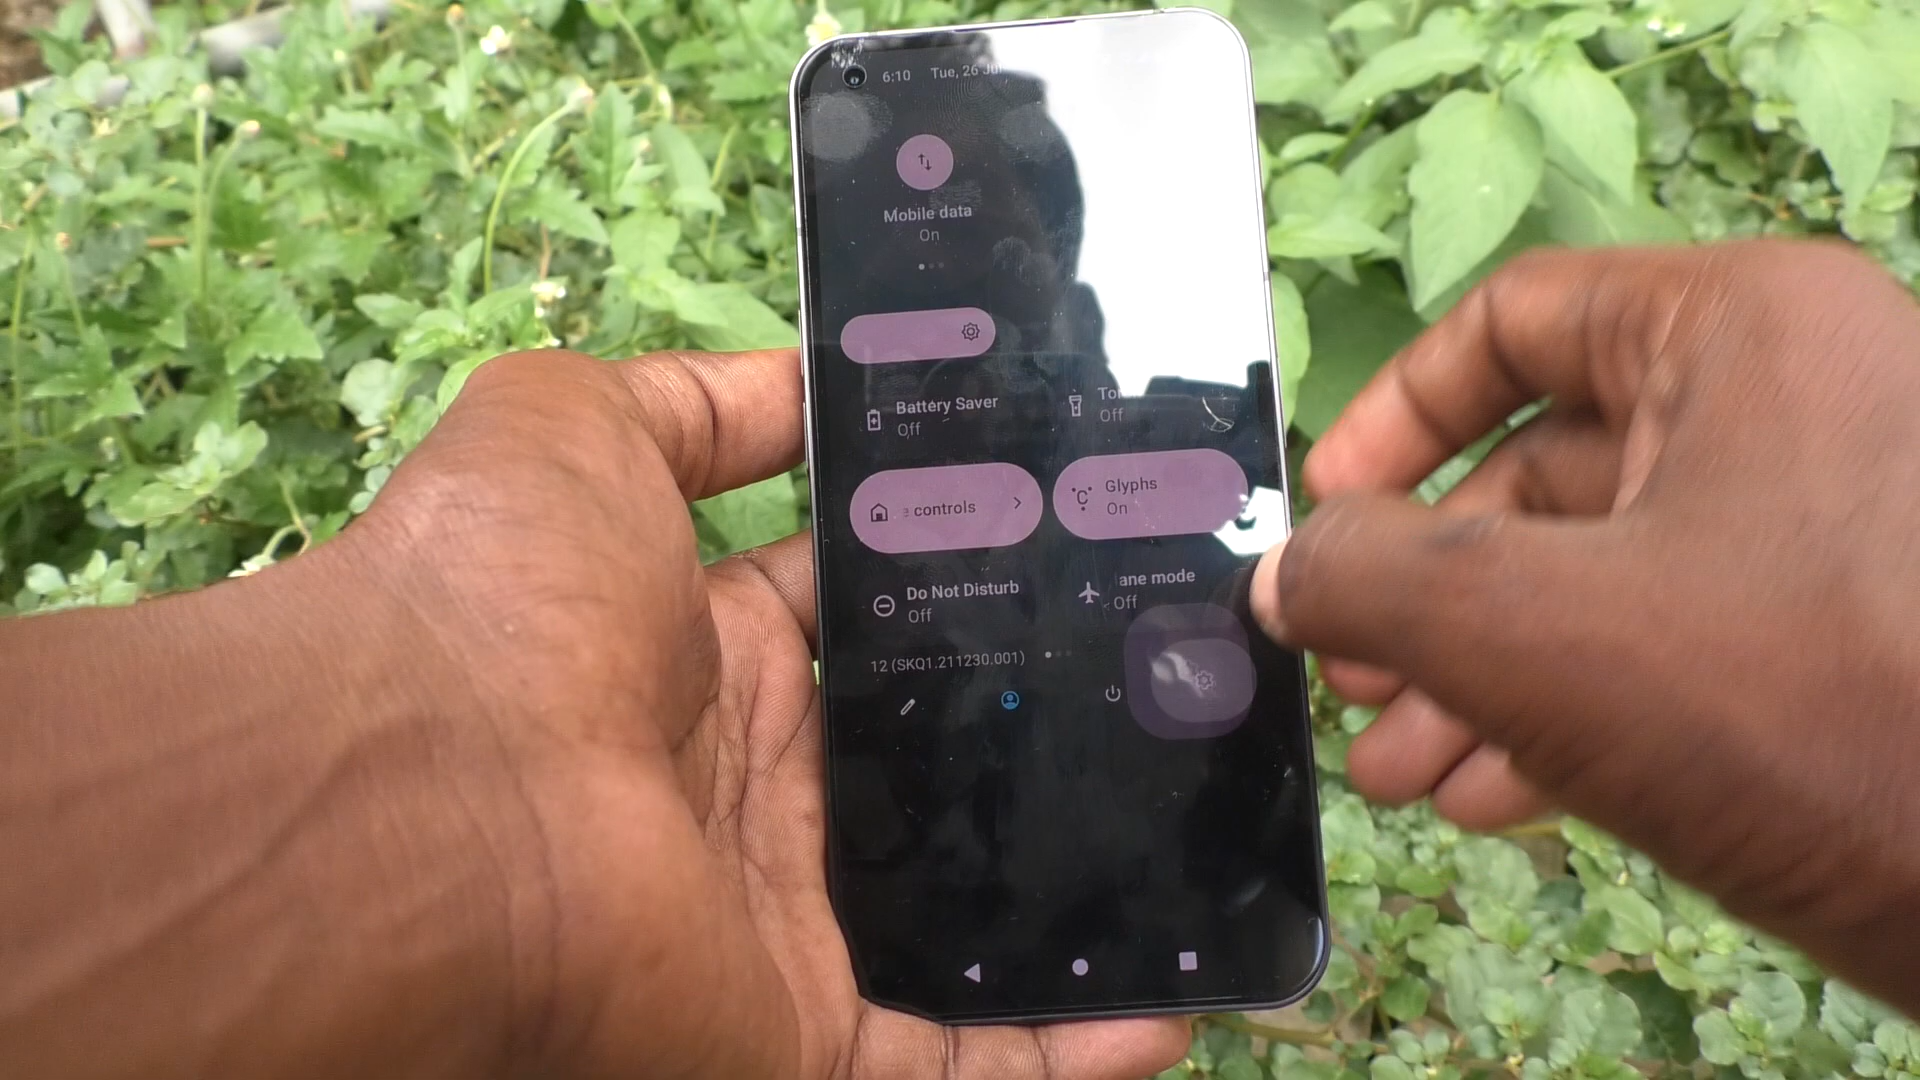 6:10 Tue, 26
Mobile data
On
Battery Saver
Off
Off
controls
Glyphs
On
Do Not Disturb
Off
ane mode
Off
12 (SKQ1.211230.001)